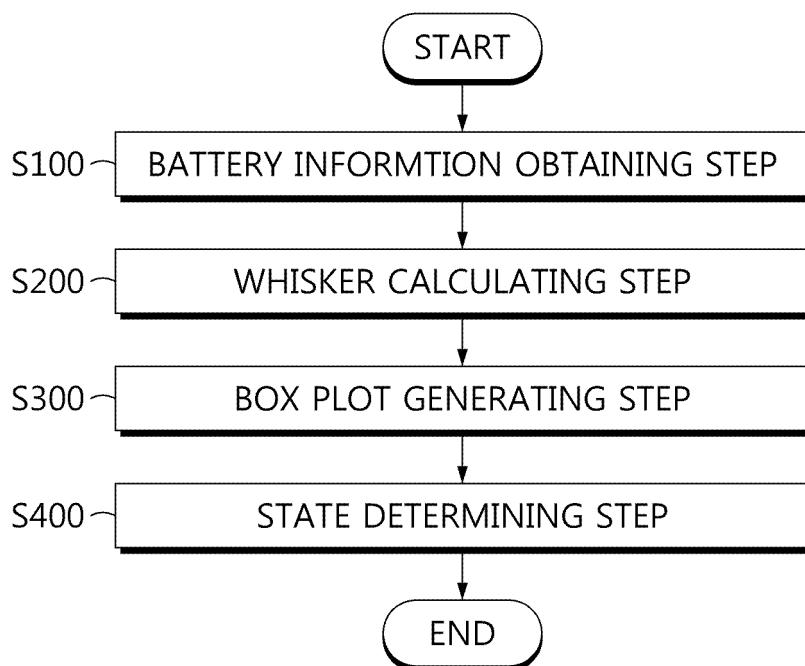 START
S100 BATTERY INFORMTION OBTAINING STEP
S200 WHISKER CALCULATING STEP
S300 BOX PLOT GENERATING STEP
S400 STATE DETERMINING STEP
END